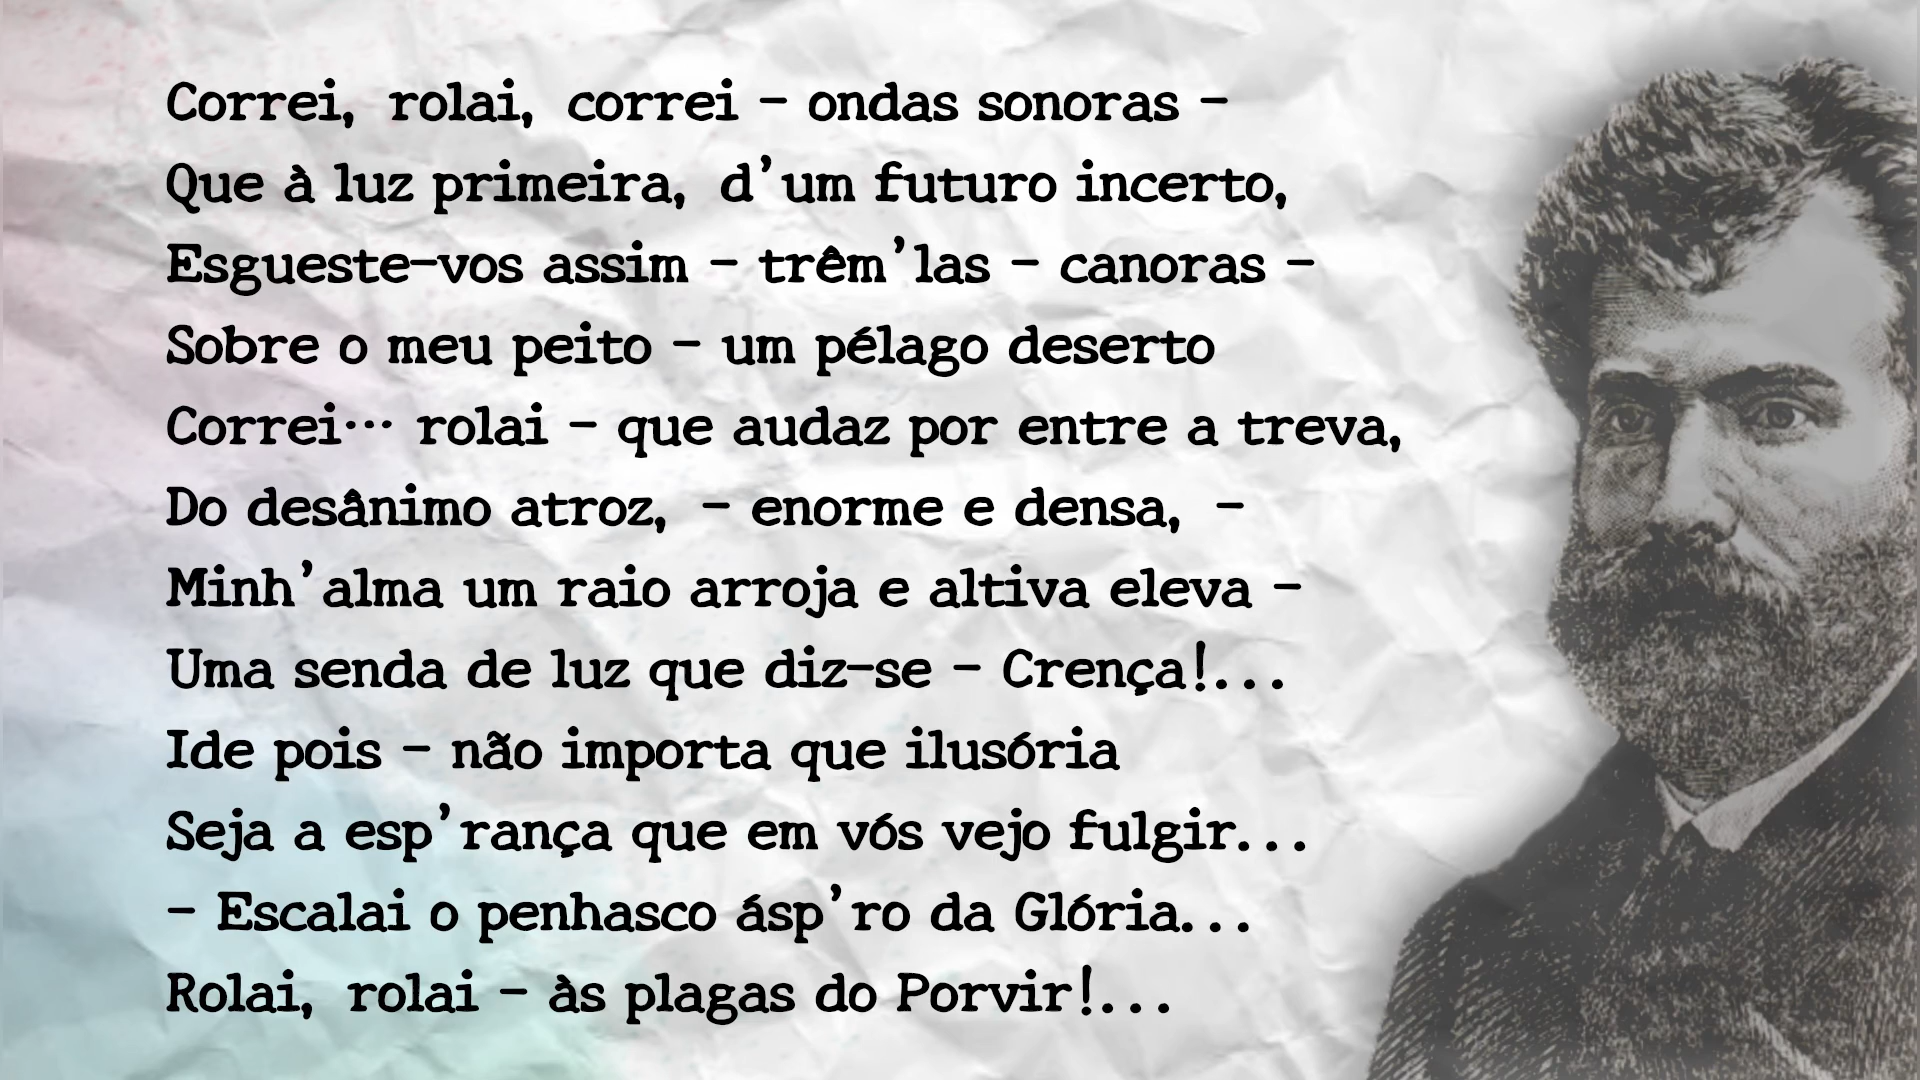 Correi, rolai, correi – ondas sonoras –
Que à luz primeira, d’um futuro incerto,
Esgueste-vos assim – trêm’las – canoras –
Sobre o meu peito – um pélago deserto
Correi… rolai – que audaz por entre a treva,
Do desânimo atroz, – enorme e densa, –
Minh’alma um raio arroja e altiva eleva –
Uma senda de luz que diz-se – Crença!...
Ide pois – não importa que ilusória
Seja a esp’rança que em vós vejo fulgir...
– Escalai o penhasco ásp’ro da Glória...
Rolai, rolai – às plagas do Porvir!...